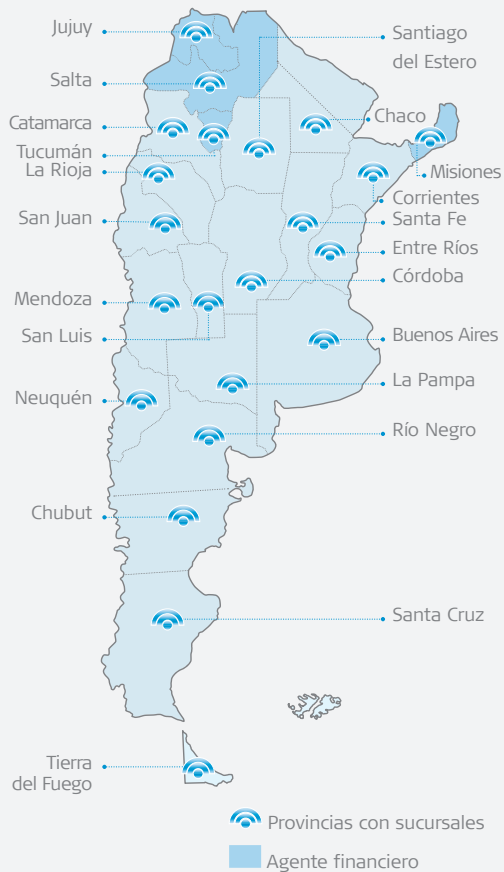 Jujuy
Santiago
del Estero
Salta
Catamarca
Chaco
Tucumán
La Rioja
Misiones
Corrientes
San Juan
Santa Fe
Entre Ríos
Córdoba
Mendoza
San Luis
Buenos Aires
La Pampa
Neuquén
Río Negro
Chubut
Santa Cruz
Tierra
del Fuego
Provincias con sucursales
Agente financiero